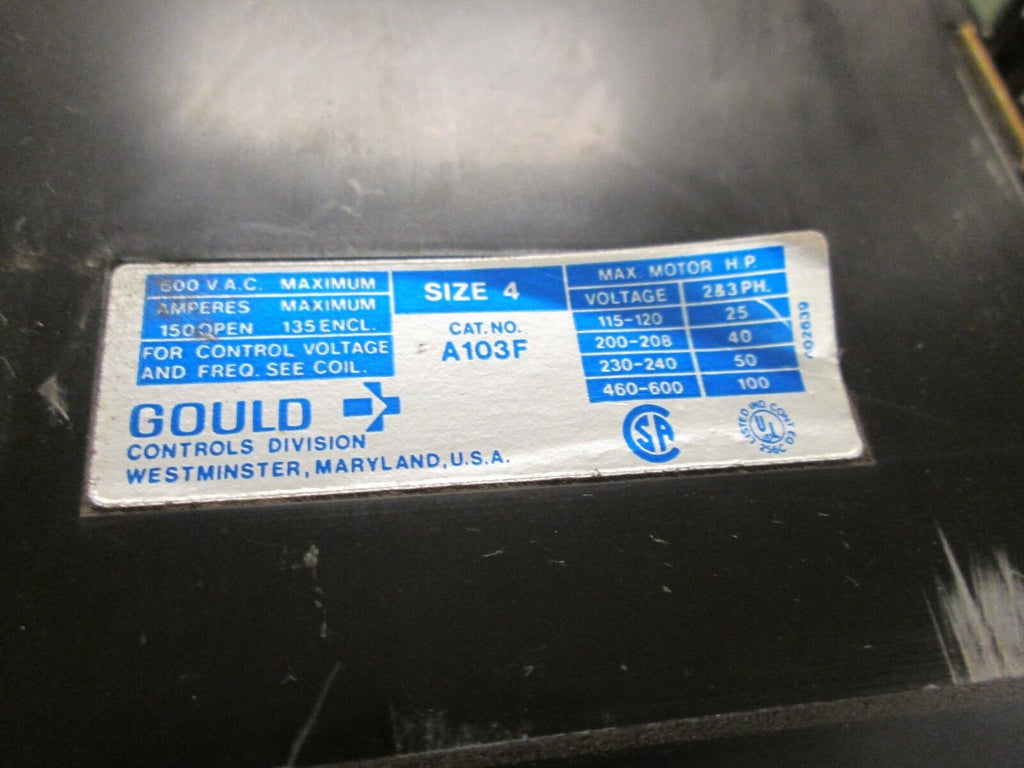 600 V.A.C. MAXIMUM
AMPERES MAXIMUM
150 OPEN 135 ENCL.
FOR CONTROL VOLTAGE
AND FREQ. SEE COIL.
GOULD
CONTROLS DIVISION
WESTMINSTER, MARYLAND, U.S.A.
SIZE 4
CAT. NO.
A103F
MAX. MOTOR H.P.
VOLTAGE 2&3 PH.
115-120 25
200-208 40
230-240 50
460-600 100
SA
LISTED IND. CONT. EQ.
UL
256C
02639